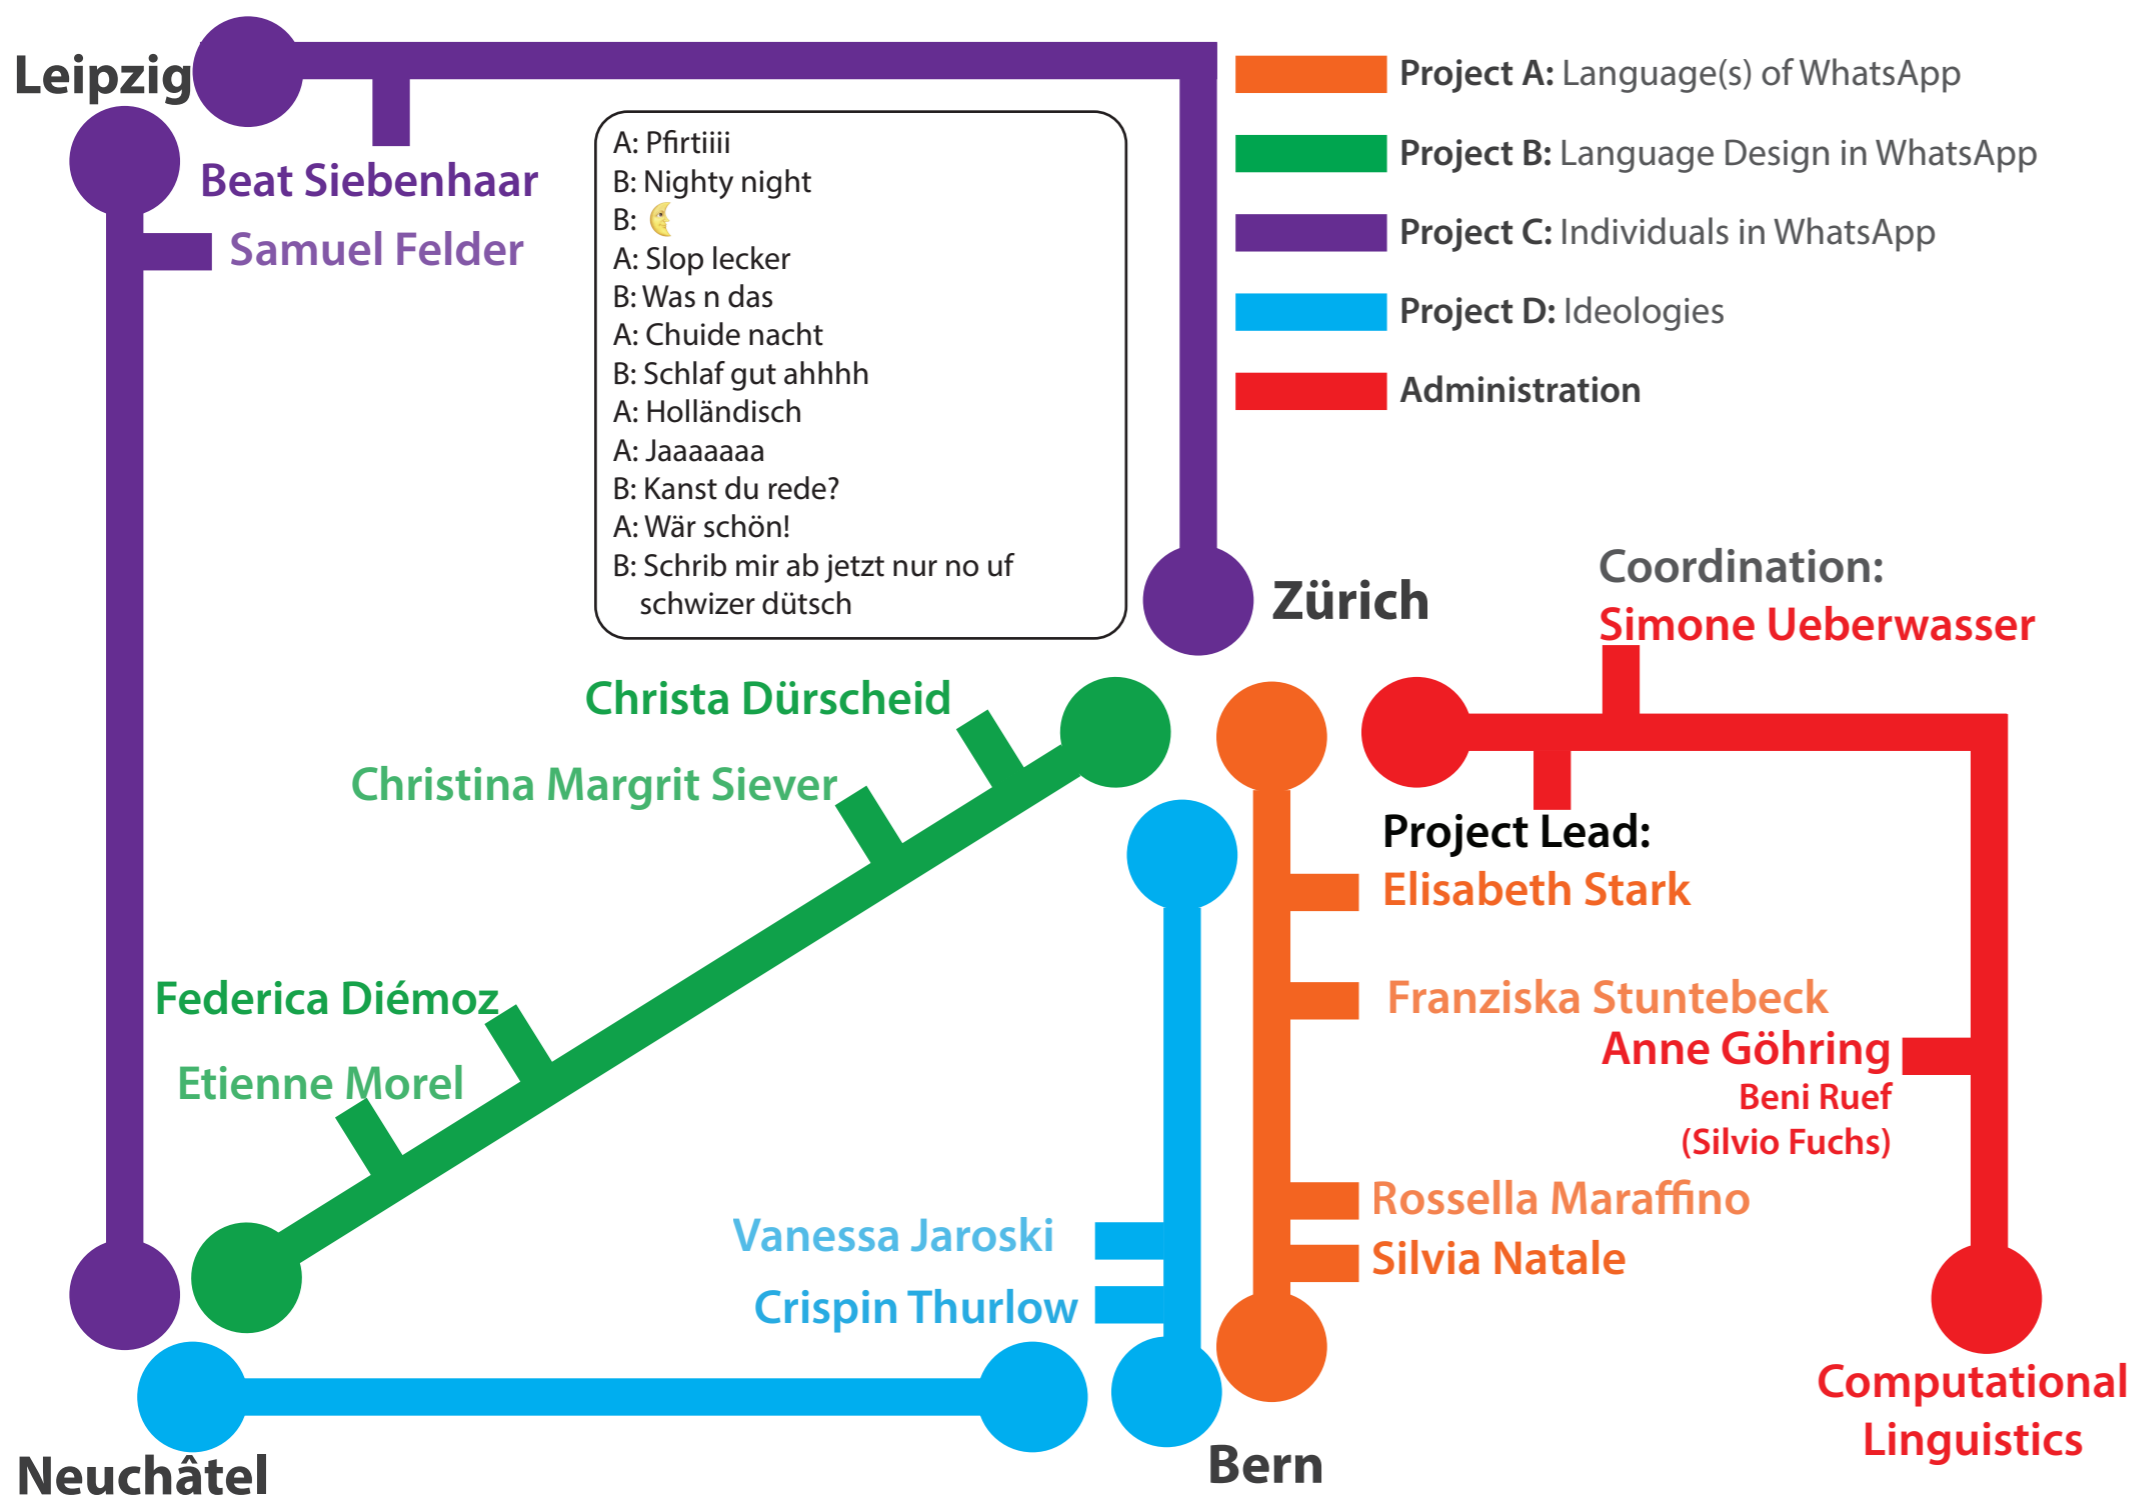 Leipzig
Beat Siebenhaar
Samuel Felder
A: Pfirtiiii
B: Nighty night
B: 🌜
A: Slop lecker
B: Was n das
A: Chuide nacht
B: Schlaf gut ahhhh
A: Holländisch
A: Jaaaaaaa
B: Kanst du rede?
A: Wär schön!
B: Schrib mir ab jetzt nur no uf
schwizer dütsch
Project A: Language(s) of WhatsApp
Project B: Language Design in WhatsApp
Project C: Individuals in WhatsApp
Project D: Ideologies
Administration
Zürich
Coordination:
Simone Ueberwasser
Christa Dürscheid
Christina Margrit Siever
Project Lead:
Elisabeth Stark
Federica Diémoz
Franziska Stuntebeck
Etienne Morel
Anne Göhring
Beni Ruef
(Silvio Fuchs)
Vanessa Jaroski
Rossella Maraffino
Crispin Thurlow
Silvia Natale
Computational
Linguistics
Neuchâtel
Bern